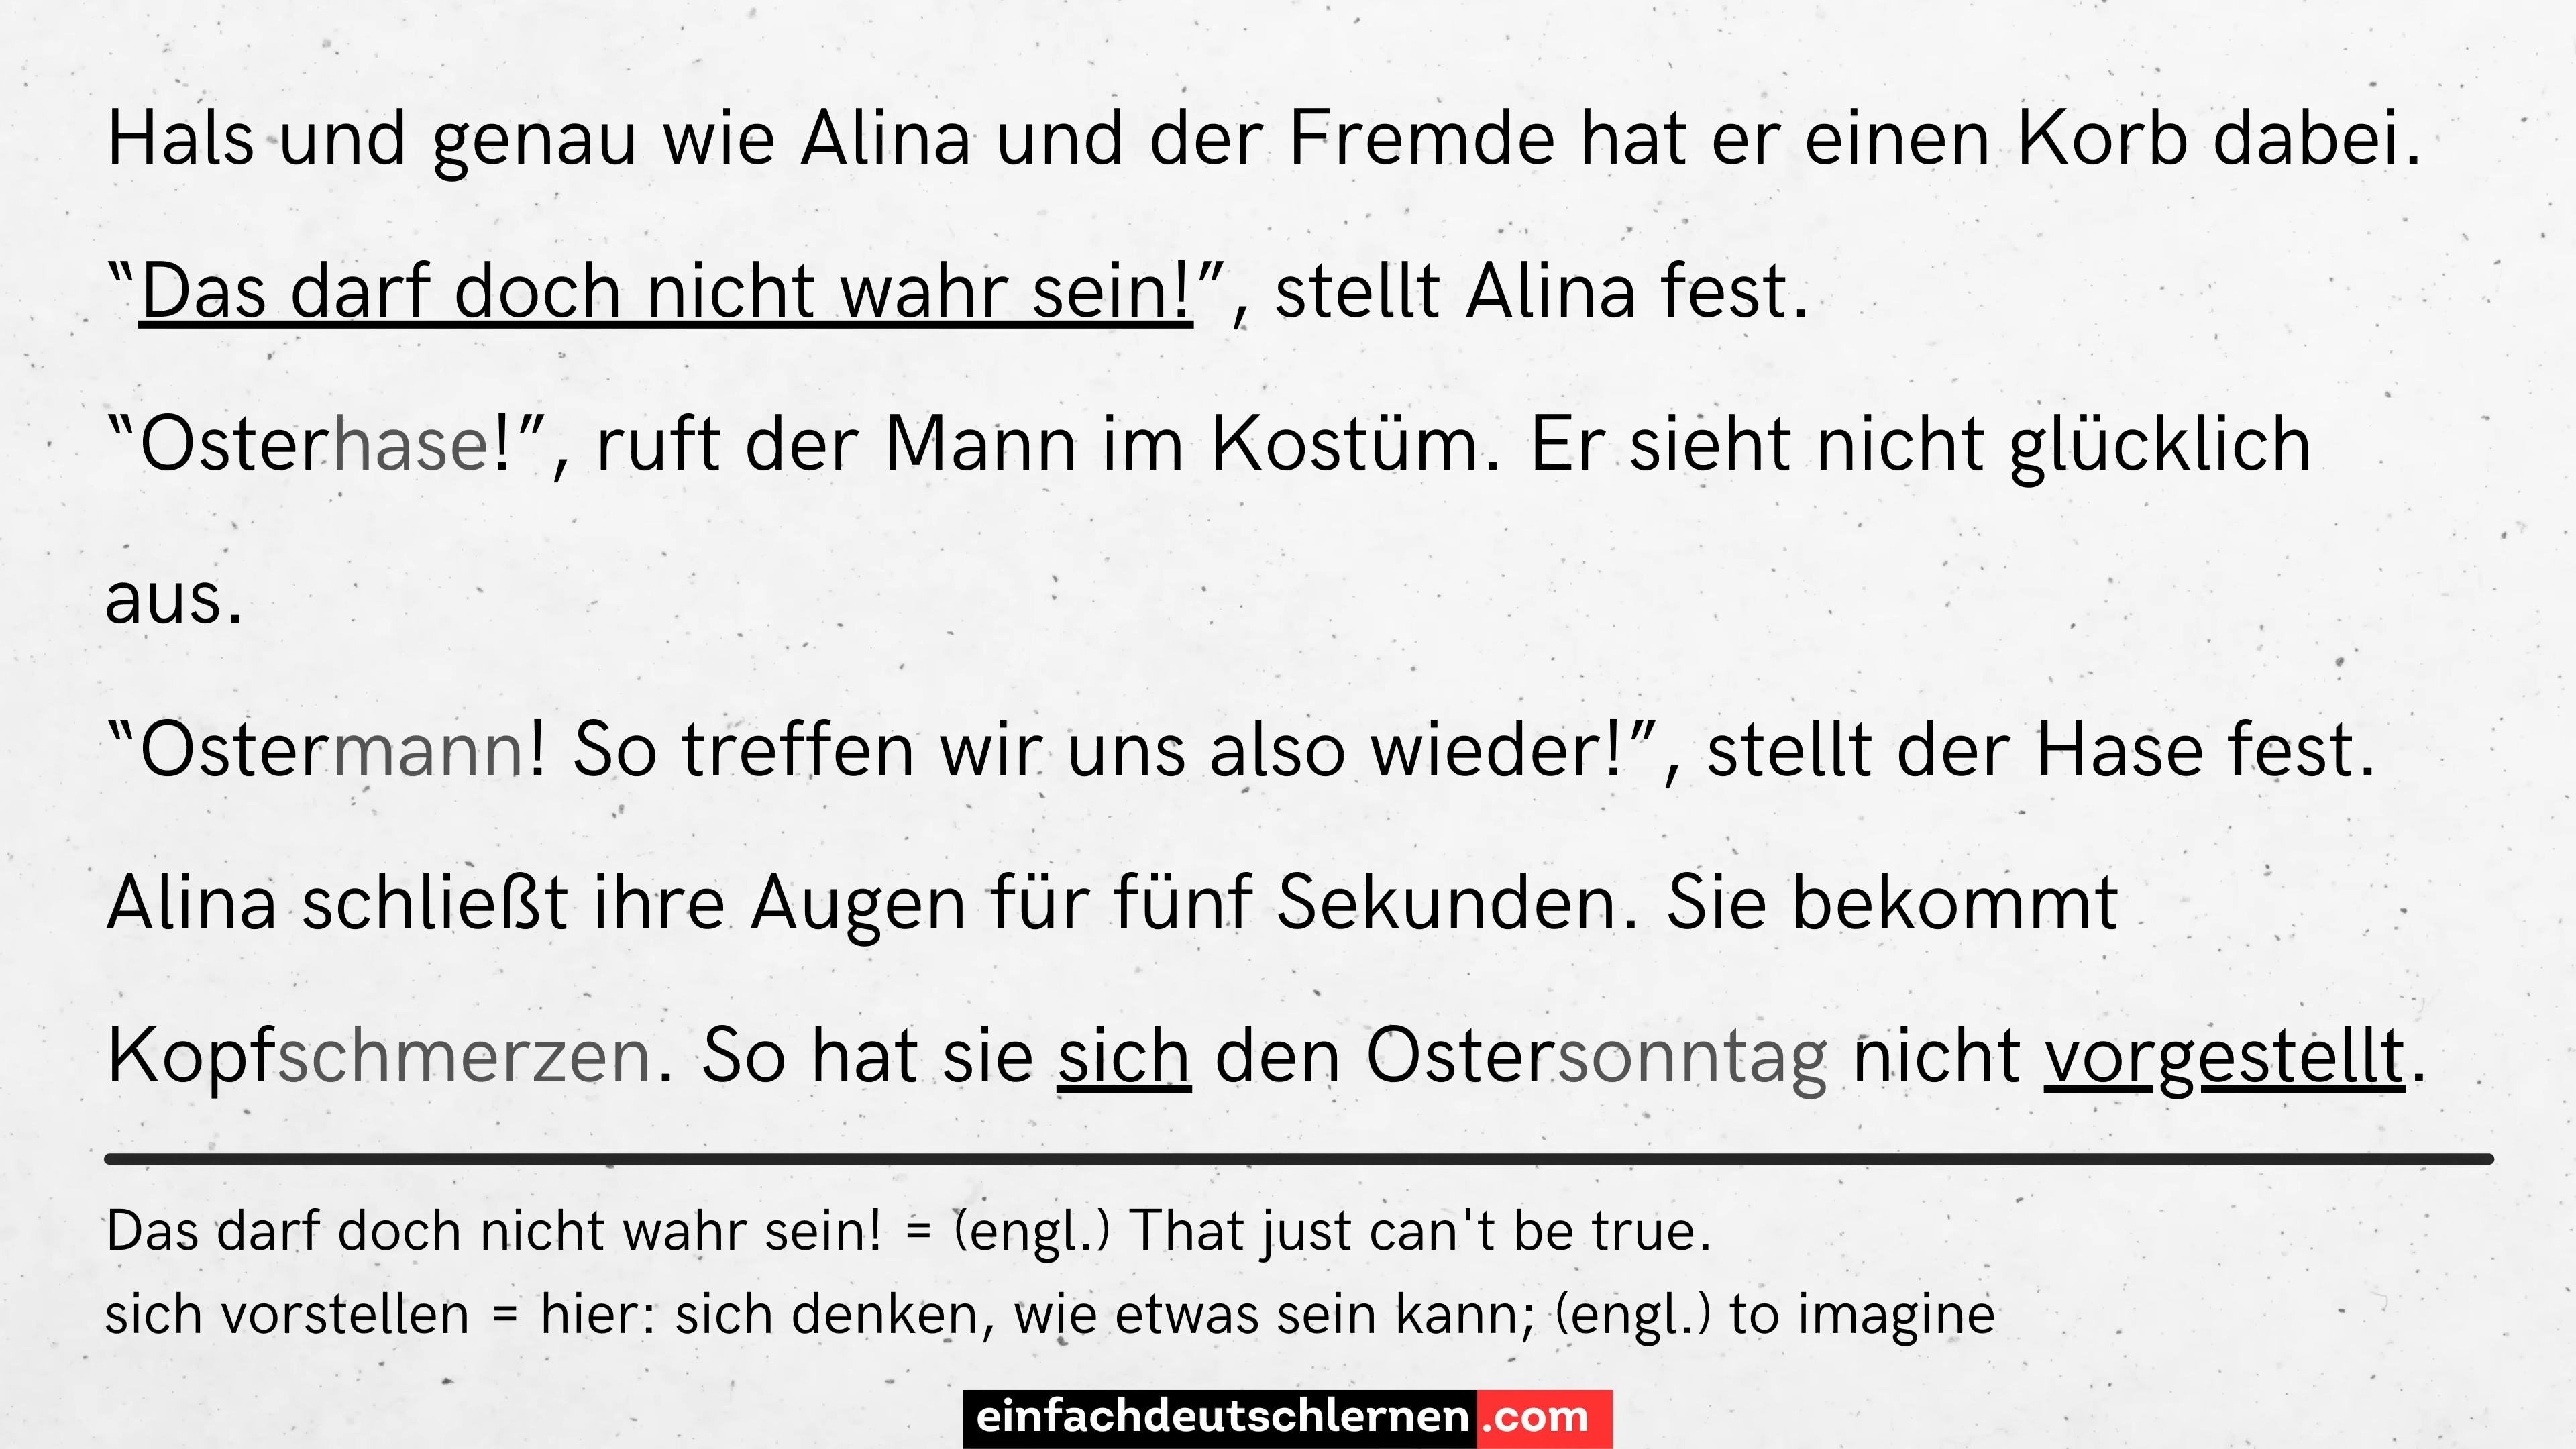 Hals und genau wie Alina und der Fremde hat er einen Korb dabei.
“Das darf doch nicht wahr sein!”, stellt Alina fest.
“Osterhase!”, ruft der Mann im Kostüm. Er sieht nicht glücklich
aus.
“Ostermann! So treffen wir uns also wieder!”, stellt der Hase fest.
Alina schließt ihre Augen für fünf Sekunden. Sie bekommt
Kopfschmerzen. So hat sie sich den Ostersonntag nicht vorgestellt.
Das darf doch nicht wahr sein! = (engl.) That just can't be true.
sich vorstellen = hier: sich denken, wie etwas sein kann; (engl.) to imagine
einfachdeutschlernen.com